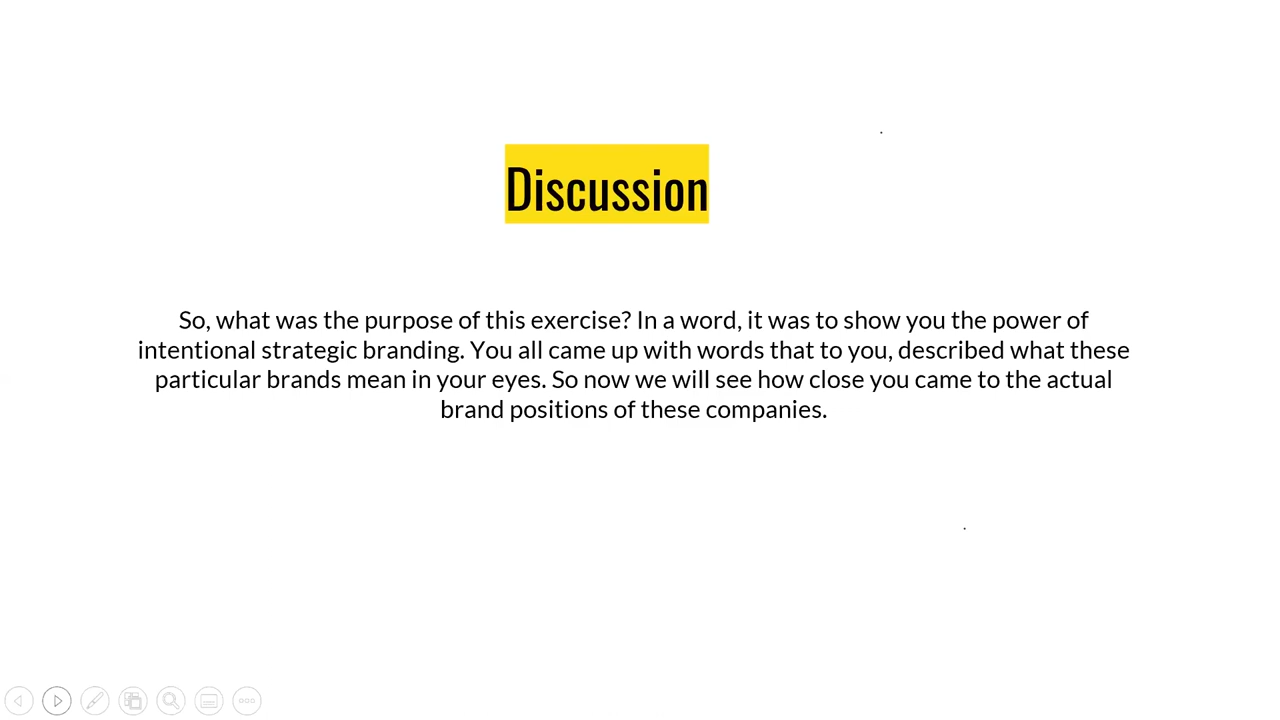 Discussion
So, what was the purpose of this exercise? In a word, it was to show you the power of
intentional strategic branding. You all came up with words that to you, described what these
particular brands mean in your eyes. So now we will see how close you came to the actual
brand positions of these companies.